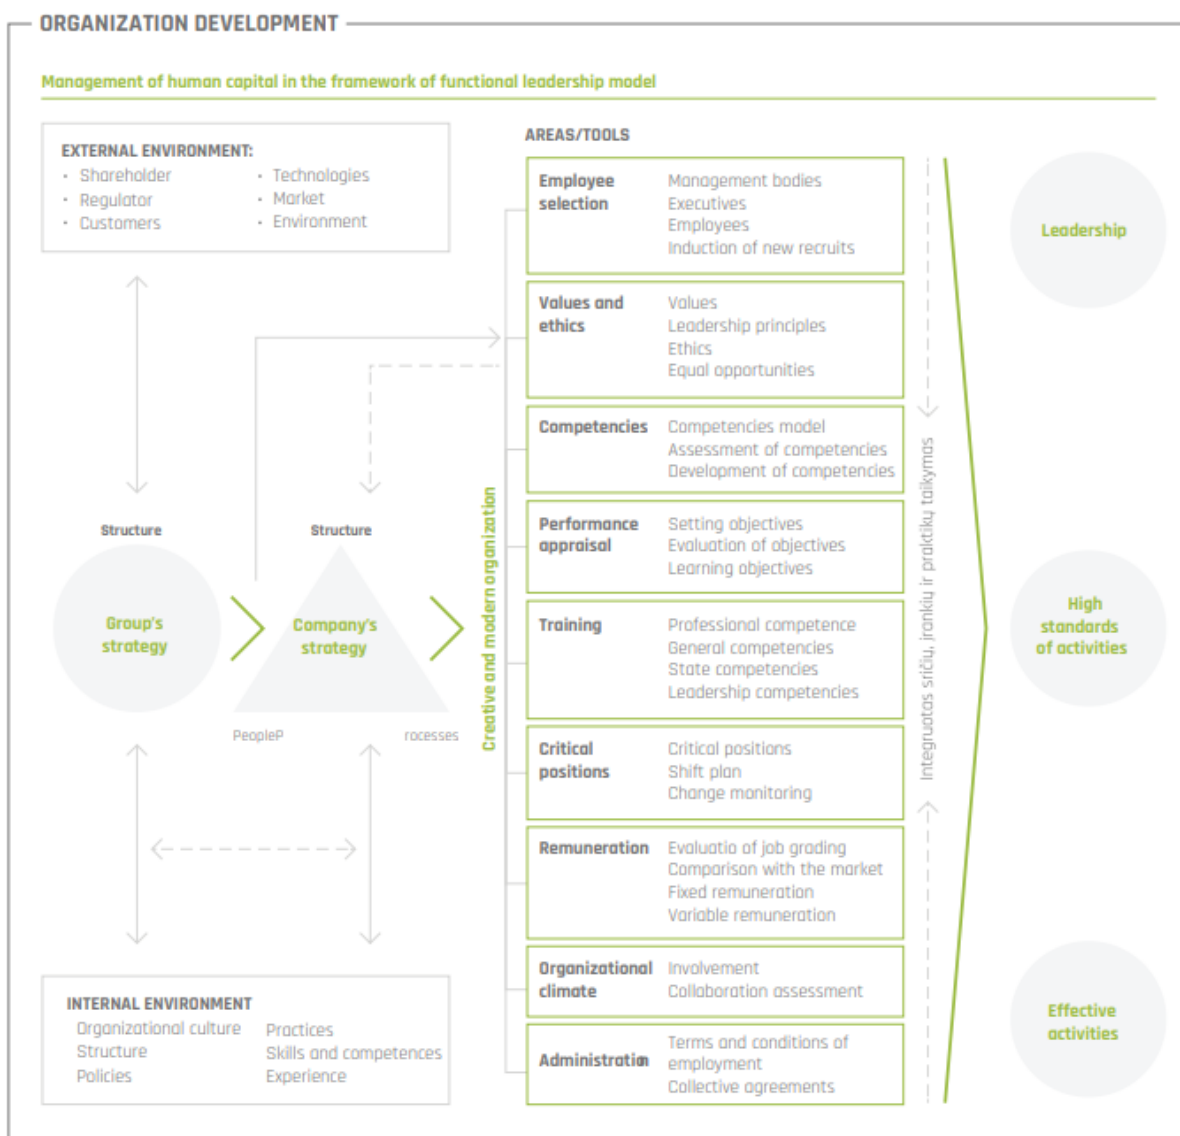 ORGANIZATION DEVELOPMENT
Management of human capital in the framework of functional leadership model
EXTERNAL ENVIRONMENT:
· Shareholder
· Regulator
· Customers
· Technologies
· Market
· Environment
Structure
Group's
strategy
Structure
Company's
strategy
PeopleP
rocesses
INTERNAL ENVIRONMENT
Organizational culture
Structure
Policies
Practices
Skills and competences
Experience
Creative and modern organization
AREAS/TOOLS
Employee
selection
Management bodies
Executives
Employees
Induction of new recruits
Values and
ethics
Values
Leadership principles
Ethics
Equal opportunities
Competencies
Competencies model
Assessment of competencies
Development of competencies
Performance
appraisal
Setting objectives
Evaluation of objectives
Learning objectives
Training
Professional competence
General competencies
State competencies
Leadership competencies
Critical
positions
Critical positions
Shift plan
Change monitoring
Remuneration
Evaluatio of job grading
Comparison with the market
Fixed remuneration
Variable remuneration
Organizational
climate
Involvement
Collaboration assessment
Administration
Terms and conditions of
employment
Collective agreements
Integruotas sričių, įrankių ir praktikų taikymas
Leadership
High
standards
of activities
Effective
activities